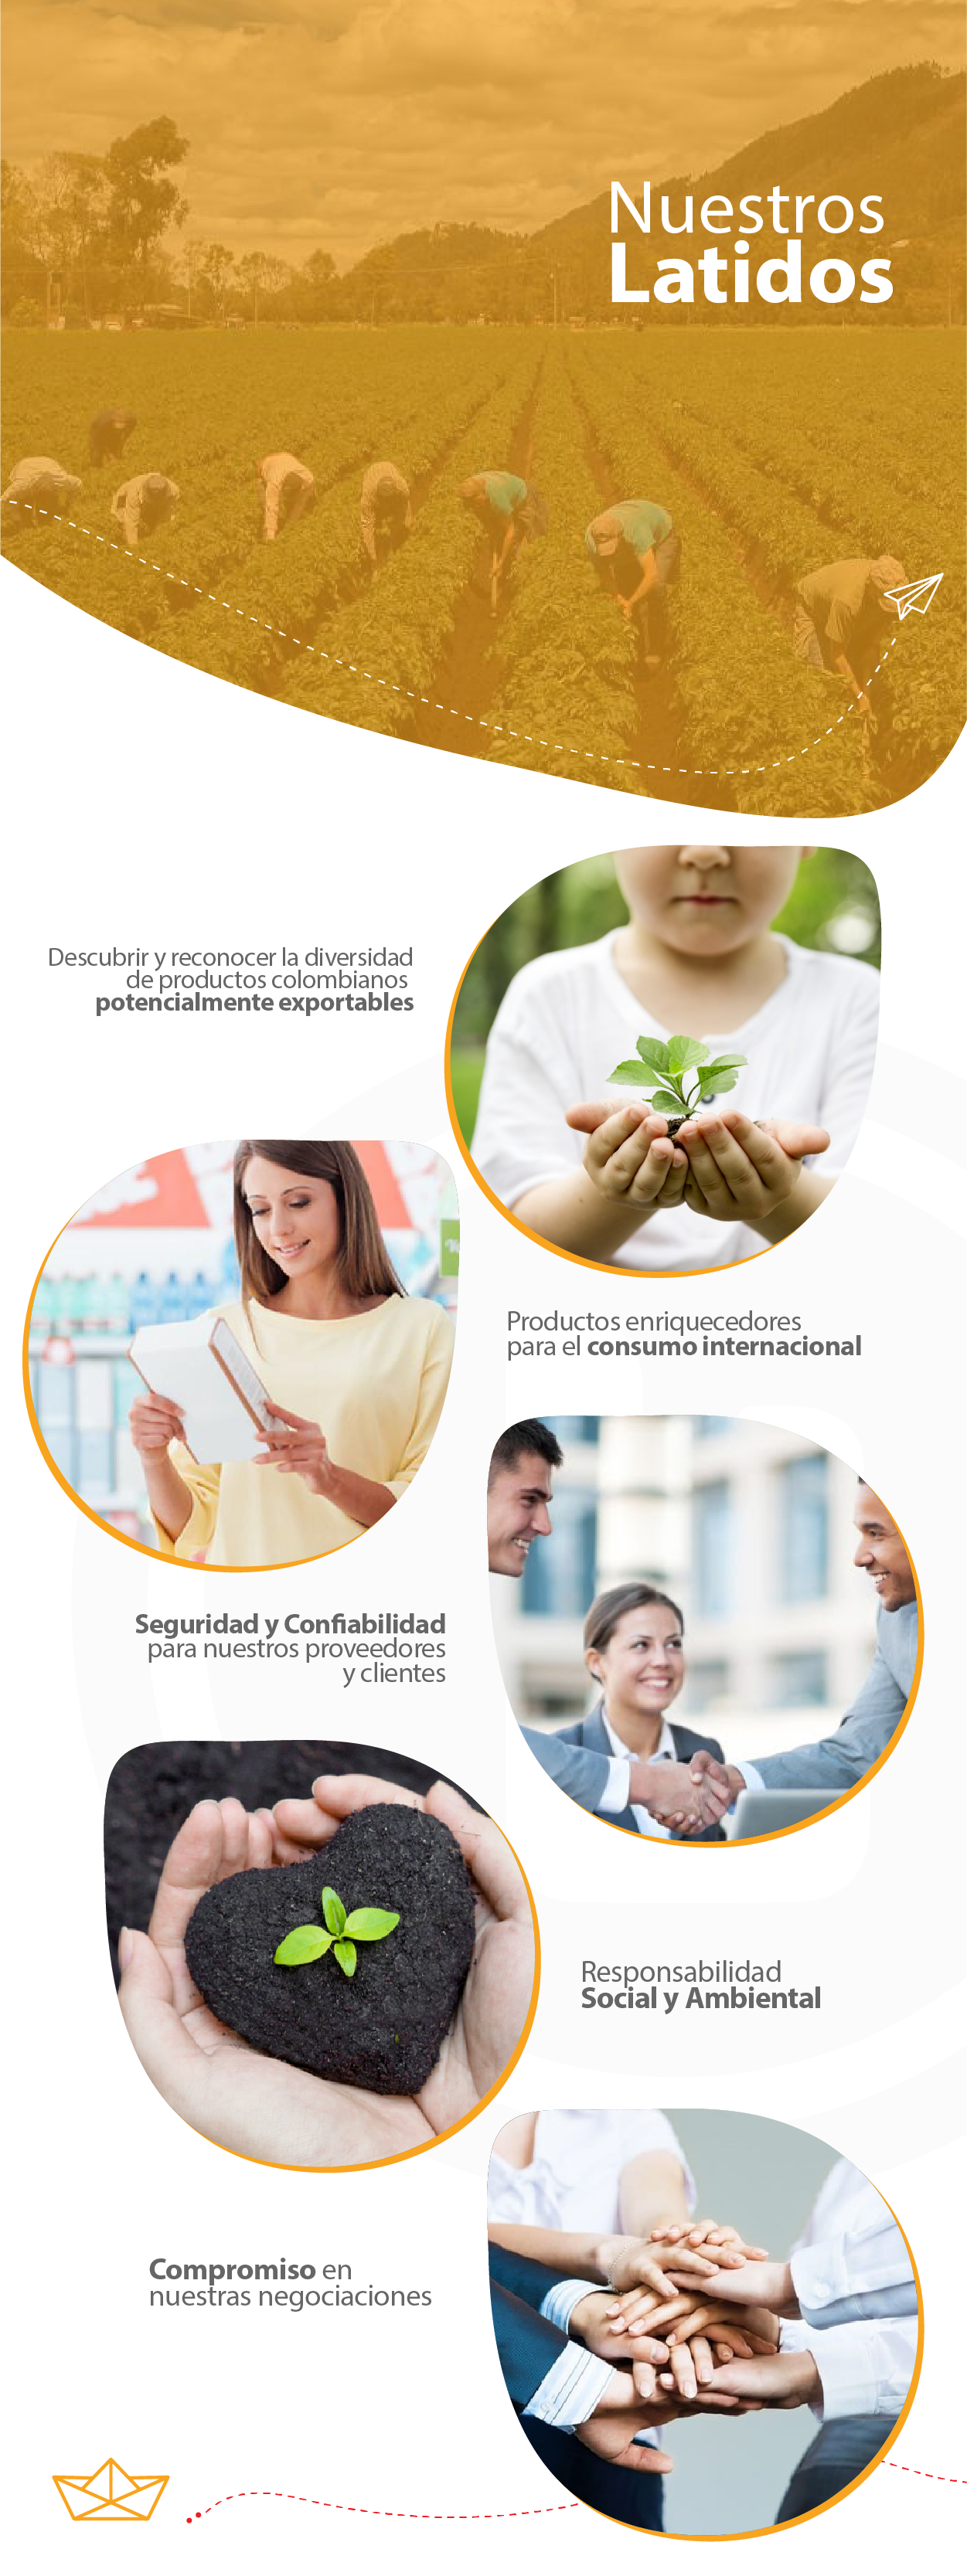 Nuestros
Latidos
Descubrir y reconocer la diversidad
de productos colombianos
potencialmente exportables
Productos enriquecedores
para el consumo internacional
Seguridad y Confiabilidad
para nuestros proveedores
y clientes
Responsabilidad
Social y Ambiental
Compromiso en
nuestras negociaciones